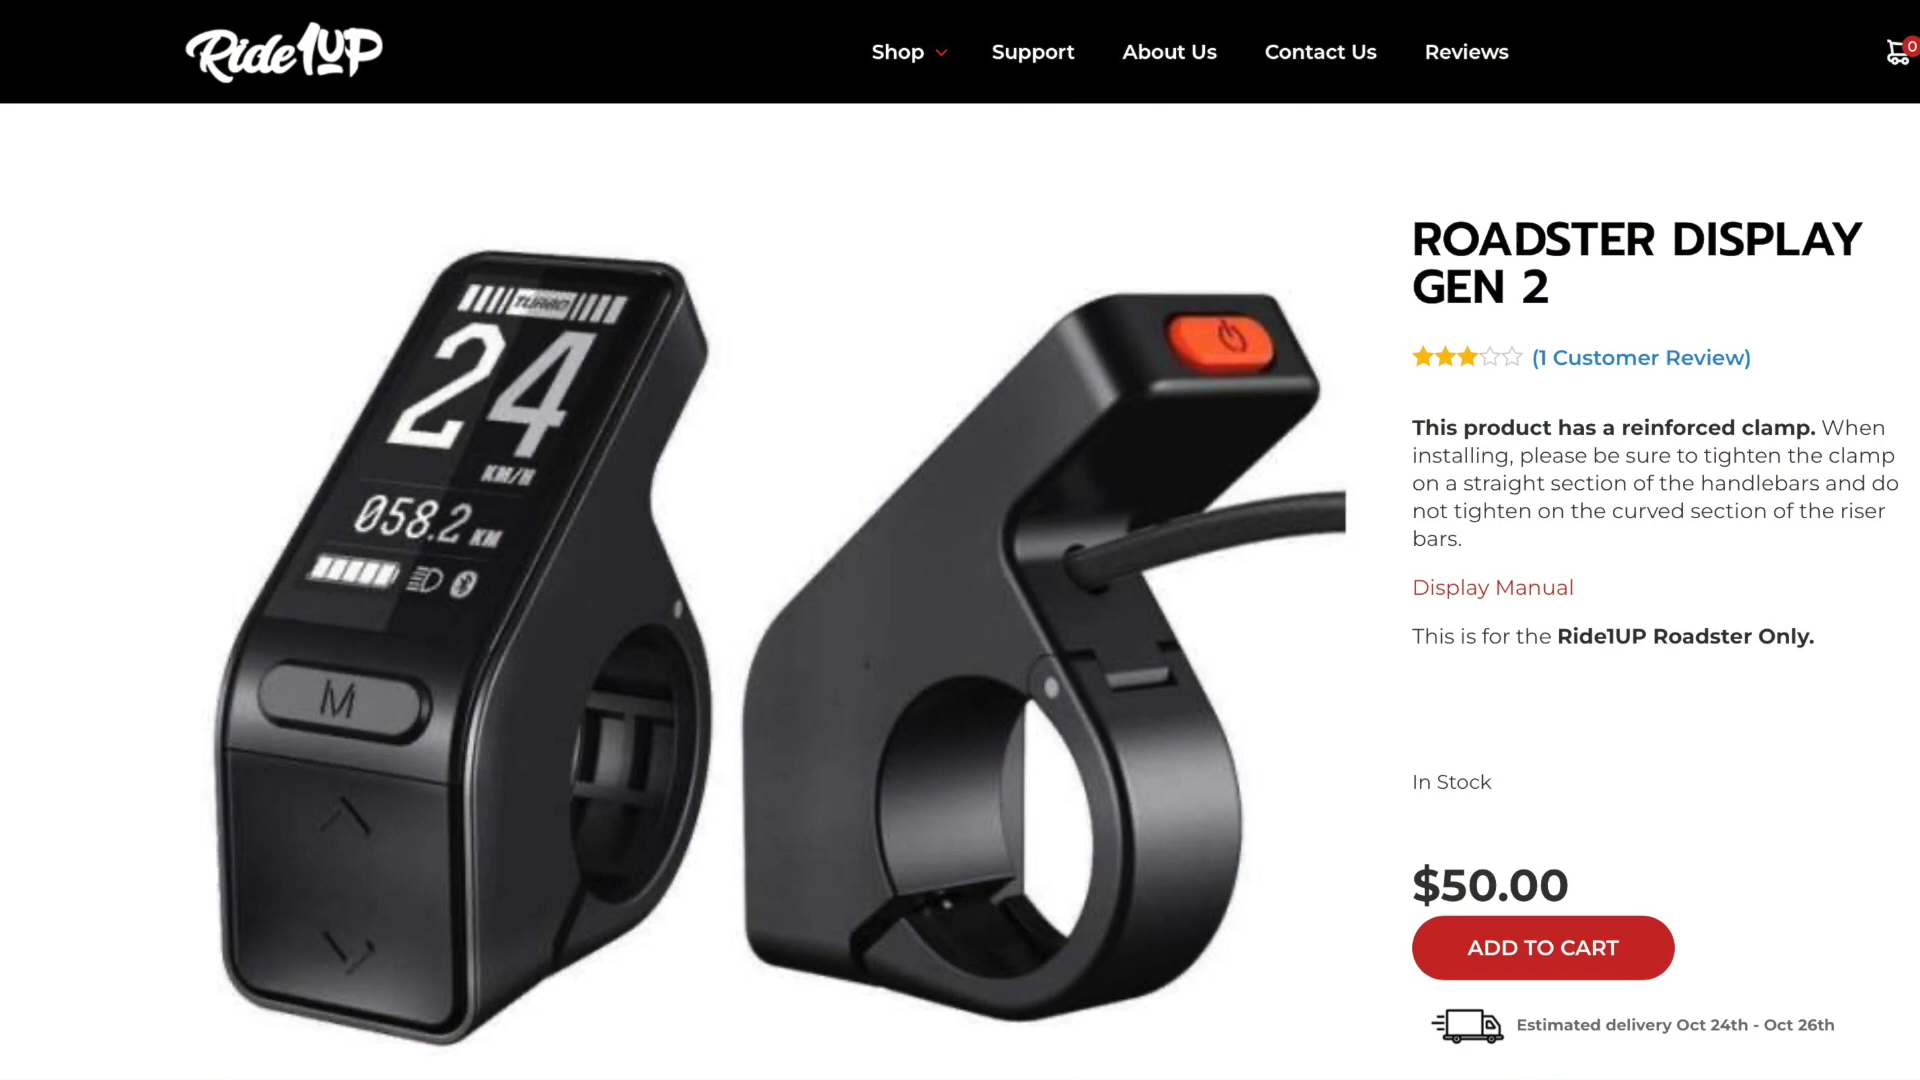 Ride1UP
Shop
Support
About Us
Contact Us
Reviews
0
TURBO
24
KM/H
058.2 KM
M
ROADSTER DISPLAY
GEN 2
(1 Customer Review)
This product has a reinforced clamp. When
installing, please be sure to tighten the clamp
on a straight section of the handlebars and do
not tighten on the curved section of the riser
bars.
Display Manual
This is for the Ride1UP Roadster Only.
In Stock
$50.00
ADD TO CART
Estimated delivery Oct 24th - Oct 26th